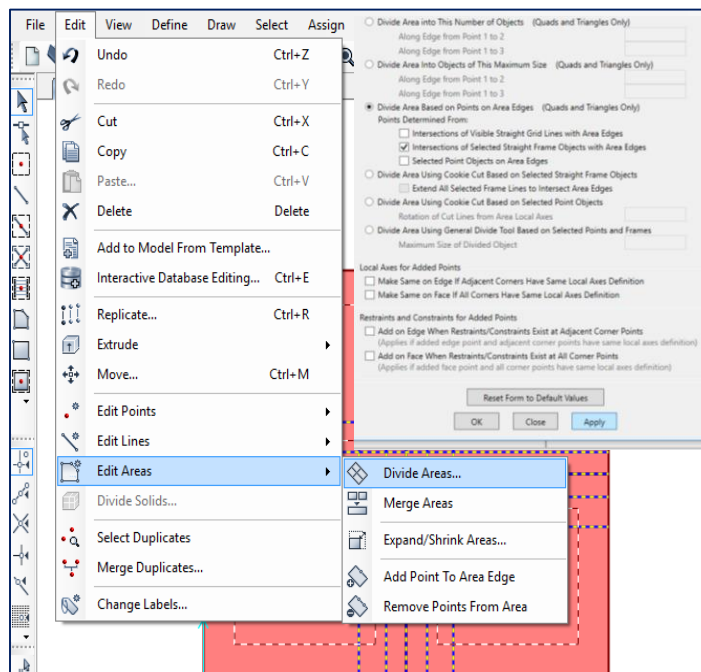 File Edit View Define Draw Select Assign
Undo Ctrl+Z
Redo Ctrl+Y
Cut Ctrl+X
Copy Ctrl+C
Paste... Ctrl+V
Delete Delete
Add to Model From Template...
Interactive Database Editing... Ctrl+E
Replicate... Ctrl+R
Extrude
Move... Ctrl+M
Edit Points
Edit Lines
Edit Areas
Divide Solids...
Select Duplicates
Merge Duplicates...
Change Labels...
Divide Areas...
Merge Areas
Expand/Shrink Areas...
Add Point To Area Edge
Remove Points From Area
Divide Area into This Number of Objects (Quads and Triangles Only)
Along Edge from Point 1 to 2
Along Edge from Point 1 to 3
Divide Area Into Objects of This Maximum Size (Quads and Triangles Only)
Along Edge from Point 1 to 2
Along Edge from Point 1 to 3
Divide Area Based on Points on Area Edges (Quads and Triangles Only)
Points Determined From:
Intersections of Visible Straight Grid Lines with Area Edges
Intersections of Selected Straight Frame Objects with Area Edges
Selected Point Objects on Area Edges
Divide Area Using Cookie Cut Based on Selected Straight Frame Objects
Extend All Selected Frame Lines to Intersect Area Edges
Divide Area Using Cookie Cut Based on Selected Point Objects
Rotation of Cut Lines from Area Local Axes
Divide Area Using General Divide Tool Based on Selected Points and Frames
Maximum Size of Divided Object
Local Axes for Added Points
Make Same on Edge If Adjacent Corners Have Same Local Axes Definition
Make Same on Face If All Corners Have Same Local Axes Definition
Restraints and Constraints for Added Points
Add on Edge When Restraints/Constraints Exist at Adjacent Corner Points
(Applies if added edge point and adjacent corner points have same local axes definition)
Add on Face When Restraints/Constraints Exist at All Corner Points
(Applies if added face point and all corner points have same local axes definition)
Reset Form to Default Values
OK Close Apply